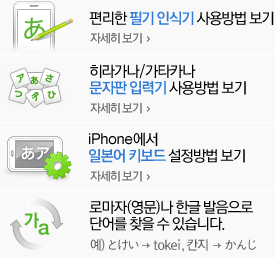 あ
편리한 필기 인식기 사용방법 보기
자세히 보기 >
ア あ さ
つ く ひ
히라가나/가타카나
문자판 입력기 사용방법 보기
자세히 보기 >
あア
iPhone에서
일본어 키보드 설정방법 보기
자세히 보기 >
가
a
로마자(영문)나 한글 발음으로
단어를 찾을 수 있습니다.
예) とけい → tokei, 칸지 → かんじ